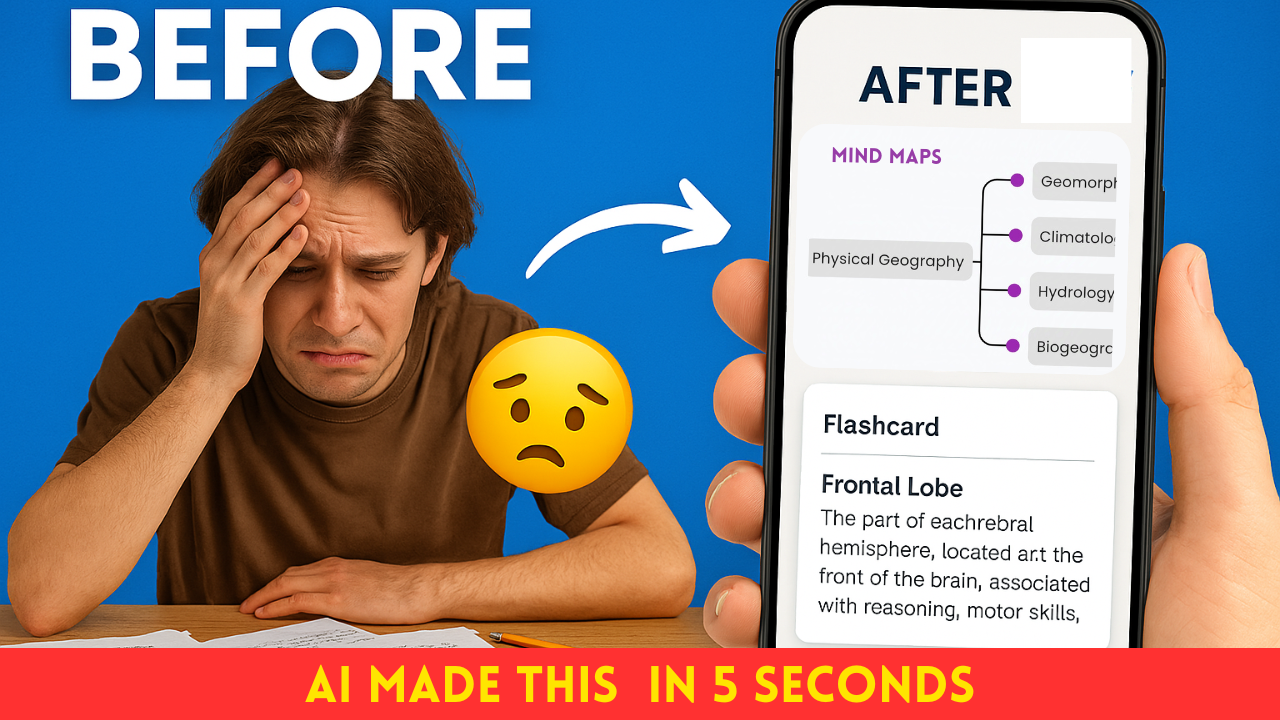 BEFORE
AFTER
MIND MAPS
Physical Geography
Geomorph
Climatolo
Hydrology
Biogeogra
Flashcard
Frontal Lobe
The part of eachrebral
hemisphere, located ar.t the
front of the brain, associated
with reasoning, motor skills,
AI MADE THIS IN 5 SECONDS